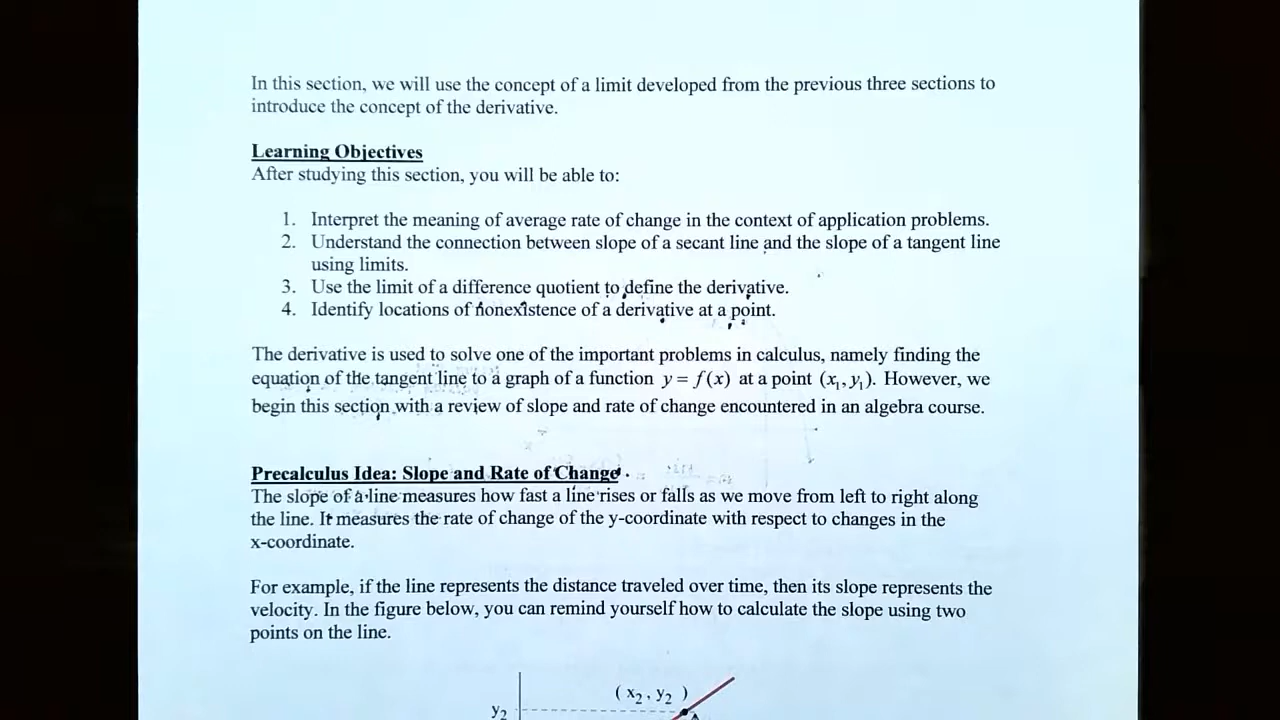 In this section, we will use the concept of a limit developed from the previous three sections to
introduce the concept of the derivative.
Learning Objectives
After studying this section, you will be able to:
1. Interpret the meaning of average rate of change in the context of application problems.
2. Understand the connection between slope of a secant line and the slope of a tangent line
using limits.
3. Use the limit of a difference quotient to define the derivative.
4. Identify locations of nonexistence of a derivative at a point.
The derivative is used to solve one of the important problems in calculus, namely finding the
equation of the tangent line to a graph of a function y = f(x) at a point (x₁, y₁). However, we
begin this section with a review of slope and rate of change encountered in an algebra course.
Precalculus Idea: Slope and Rate of Change
The slope of a line measures how fast a line rises or falls as we move from left to right along
the line. It measures the rate of change of the y-coordinate with respect to changes in the
x-coordinate.
For example, if the line represents the distance traveled over time, then its slope represents the
velocity. In the figure below, you can remind yourself how to calculate the slope using two
points on the line.
( x₂ , y₂ )
y₂